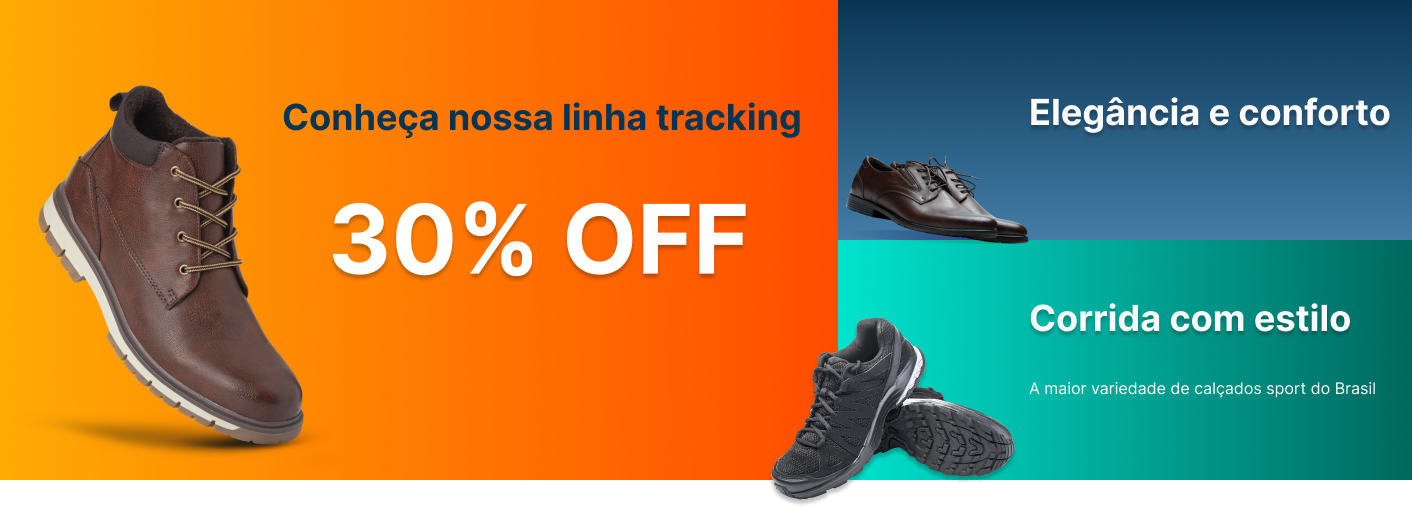 Conheça nossa linha tracking
30% OFF
Elegância e conforto
Corrida com estilo
A maior variedade de calçados sport do Brasil